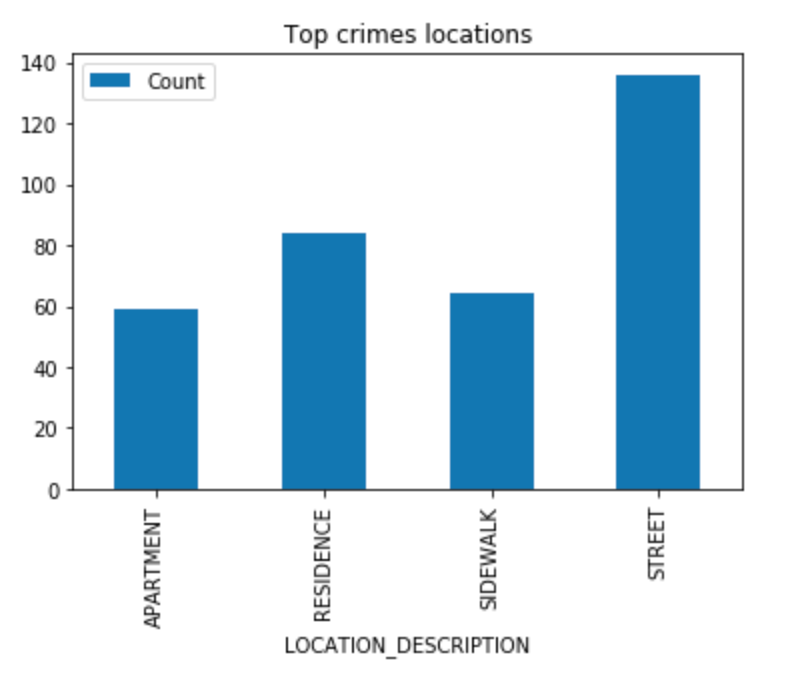 Top crimes locations
Count
140
120
100
80
60
40
20
0
APARTMENT
RESIDENCE
SIDEWALK
STREET
LOCATION_DESCRIPTION